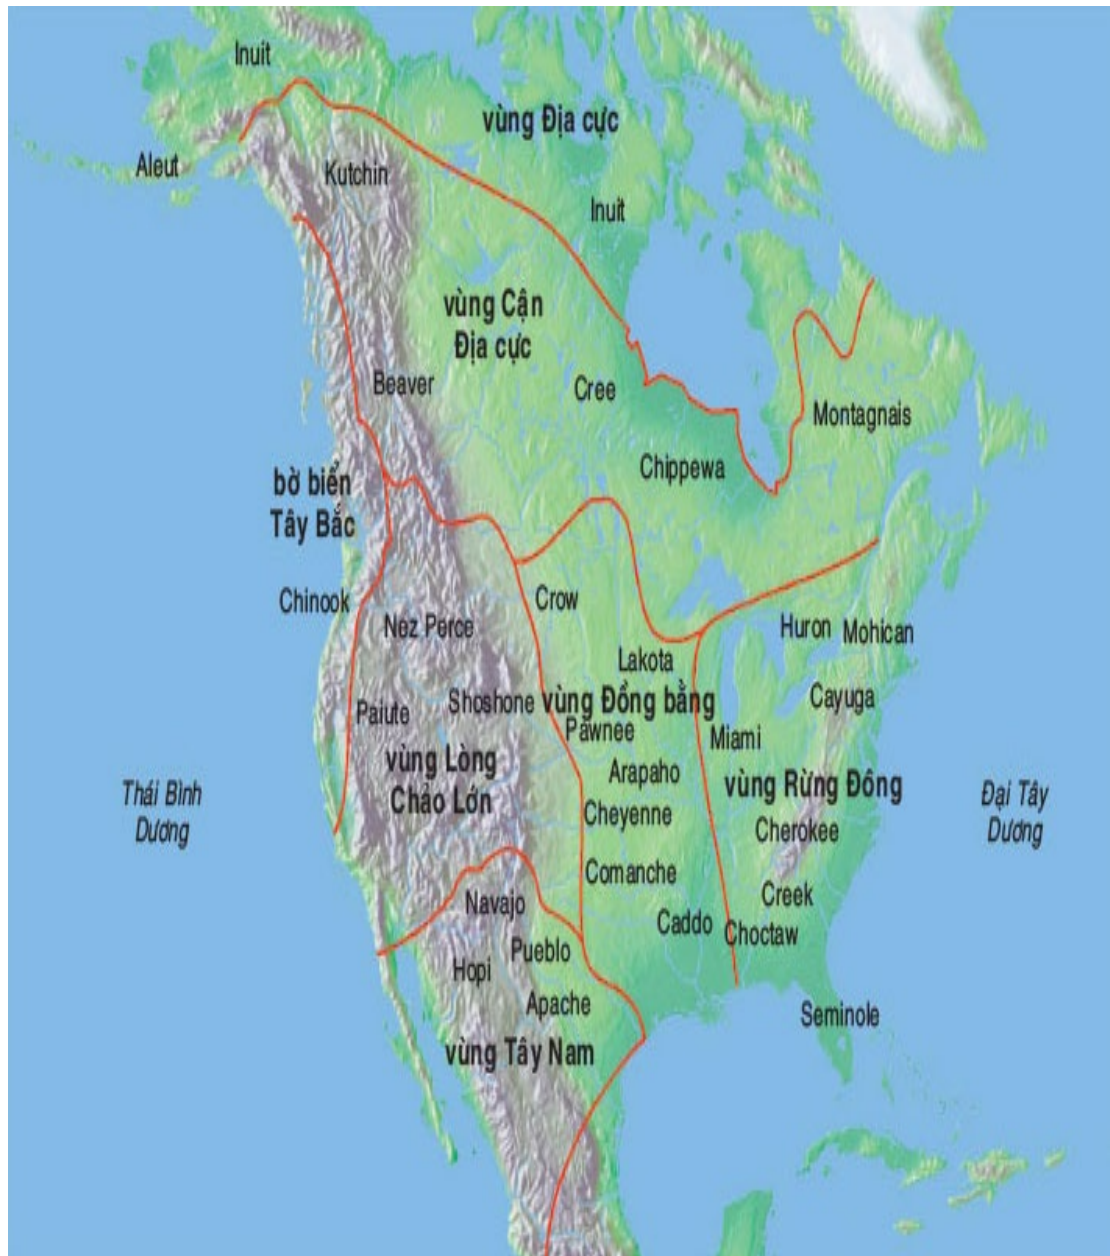 Inuit
vùng Địa cực
Aleut
Kutchin
Inuit
vùng Cận
Địa cực
Beaver
Cree
Montagnais
Chippewa
bờ biển
Tây Bắc
Chinook
Crow
Nez Perce
Huron
Mohican
Lakota
Shoshone
vùng Đồng bằng
Cayuga
Paiute
Pawnee
Miami
vùng Lòng
Chảo Lớn
Arapaho
vùng Rừng Đông
Thái Bình
Dương
Đại Tây
Dương
Cheyenne
Cherokee
Comanche
Creek
Navajo
Caddo
Choctaw
Pueblo
Hopi
Apache
Seminole
vùng Tây Nam